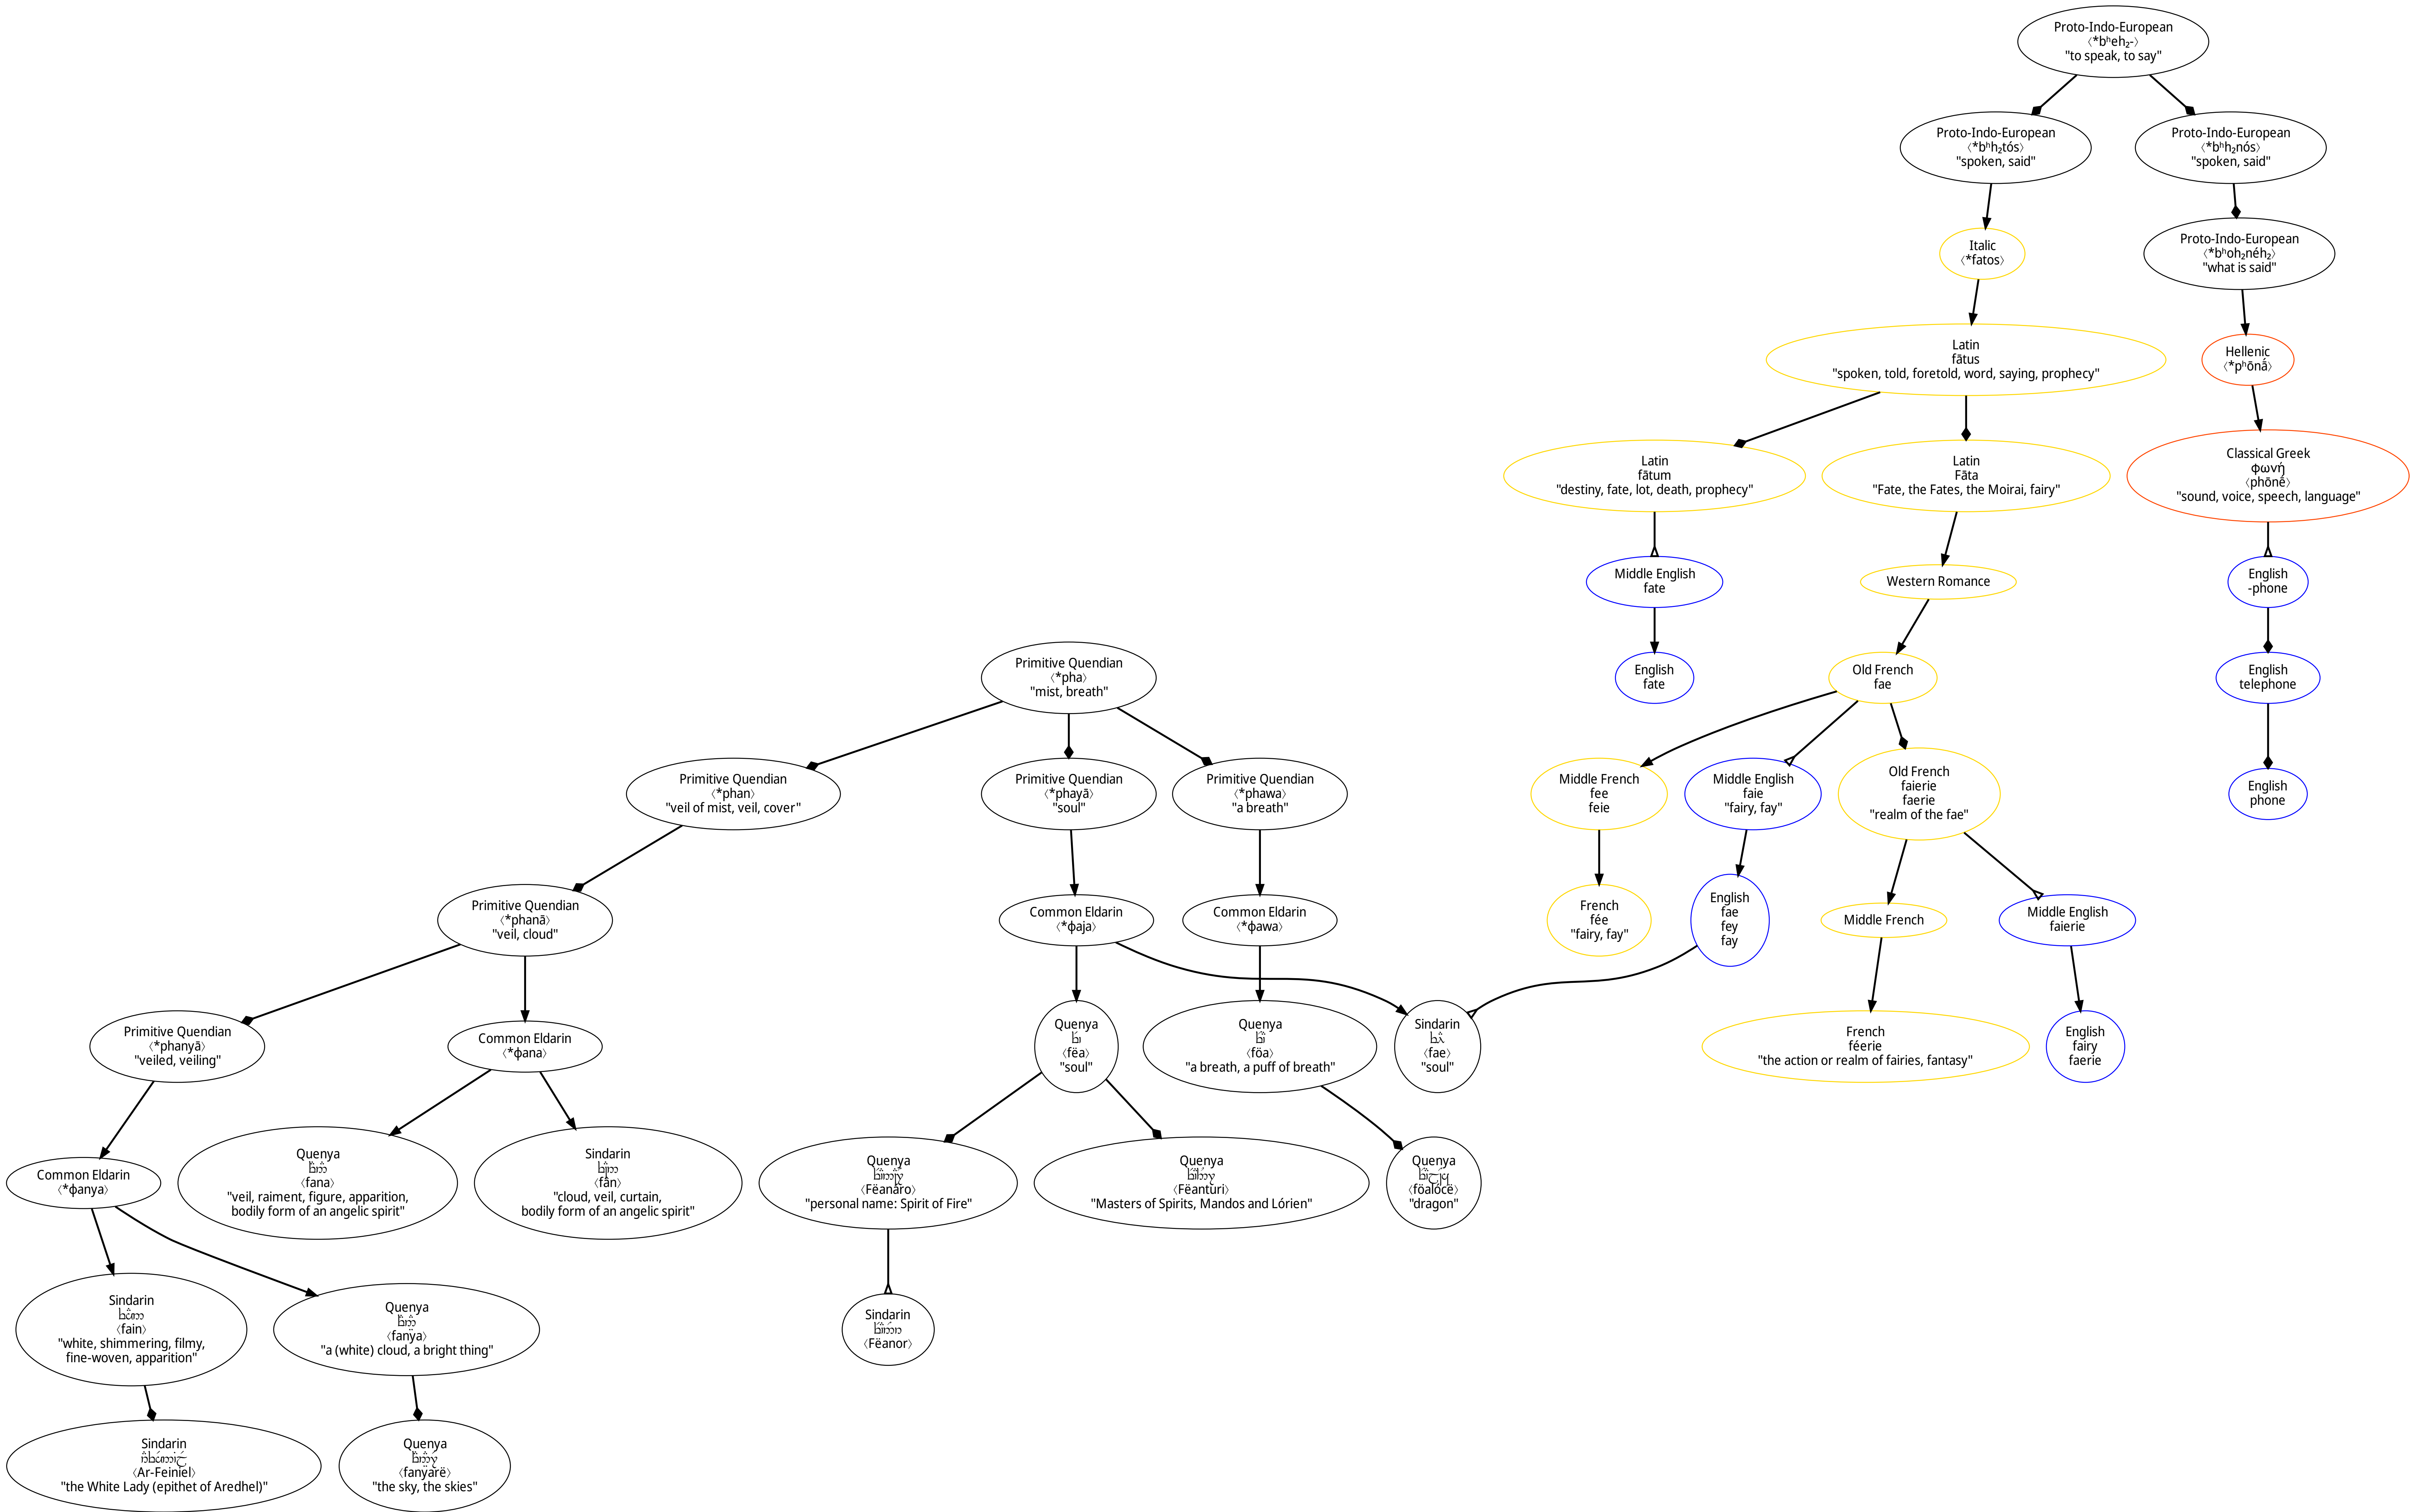 Proto-Indo-European
〈*bʰeh₂-〉
"to speak, to say"
Proto-Indo-European
〈*bʰh₂tós〉
"spoken, said"
Proto-Indo-European
〈*bʰh₂nós〉
"spoken, said"
Italic
〈*fatos〉
Proto-Indo-European
〈*bʰoh₂néh₂〉
"what is said"
Latin
fātus
"spoken, told, foretold, word, saying, prophecy"
Hellenic
〈*pʰōnā́〉
Latin
fātum
"destiny, fate, lot, death, prophecy"
Latin
Fāta
"Fate, the Fates, the Moirai, fairy"
Classical Greek
φωνή
〈phōnḗ〉
"sound, voice, speech, language"
Middle English
fate
Western Romance
English
-phone
Primitive Quendian
〈*pha〉
"mist, breath"
English
fate
Old French
fae
English
telephone
Primitive Quendian
〈*phan〉
"veil of mist, veil, cover"
Primitive Quendian
〈*phayā〉
"soul"
Primitive Quendian
〈*phawa〉
"a breath"
Middle French
fee
feie
Middle English
faie
"fairy, fay"
Old French
faierie
faerie
"realm of the fae"
English
phone
Primitive Quendian
〈*phanā〉
"veil, cloud"
Common Eldarin
〈*ɸaja〉
Common Eldarin
〈*ɸawa〉
French
fée
"fairy, fay"
English
fae
fey
fay
Middle French
Middle English
faierie
Primitive Quendian
〈*phanyā〉
"veiled, veiling"
Common Eldarin
〈*ɸana〉
Quenya
〈fëa〉
"soul"
Quenya
〈föa〉
"a breath, a puff of breath"
Sindarin
〈fae〉
"soul"
French
féerie
"the action or realm of fairies, fantasy"
English
fairy
faerie
Common Eldarin
〈*ɸanya〉
Quenya
〈fana〉
"veil, raiment, figure, apparition,
bodily form of an angelic spirit"
Sindarin
〈fân〉
"cloud, veil, curtain,
bodily form of an angelic spirit"
Quenya
〈Fëanáro〉
"personal name: Spirit of Fire"
Quenya
〈Fëantúri〉
"Masters of Spirits, Mandos and Lórien"
Quenya
〈föalócë〉
"dragon"
Sindarin
〈fain〉
"white, shimmering, filmy,
fine-woven, apparition"
Quenya
〈fanya〉
"a (white) cloud, a bright thing"
Sindarin
〈Fëanor〉
Sindarin
〈Ar-Feiniel〉
"the White Lady (epithet of Aredhel)"
Quenya
〈fanyarë〉
"the sky, the skies"